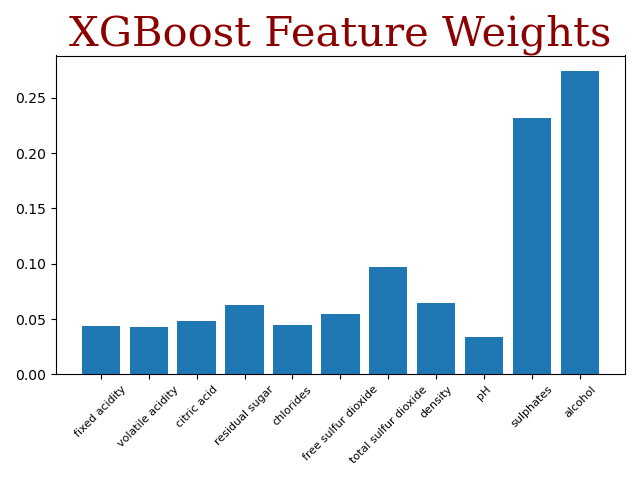 XGBoost Feature Weights
0.25
0.20
0.15
0.10
0.05
0.00
fixed acidity
volatile acidity
citric acid
residual sugar
chlorides
free sulfur dioxide
total sulfur dioxide
density
pH
sulphates
alcohol